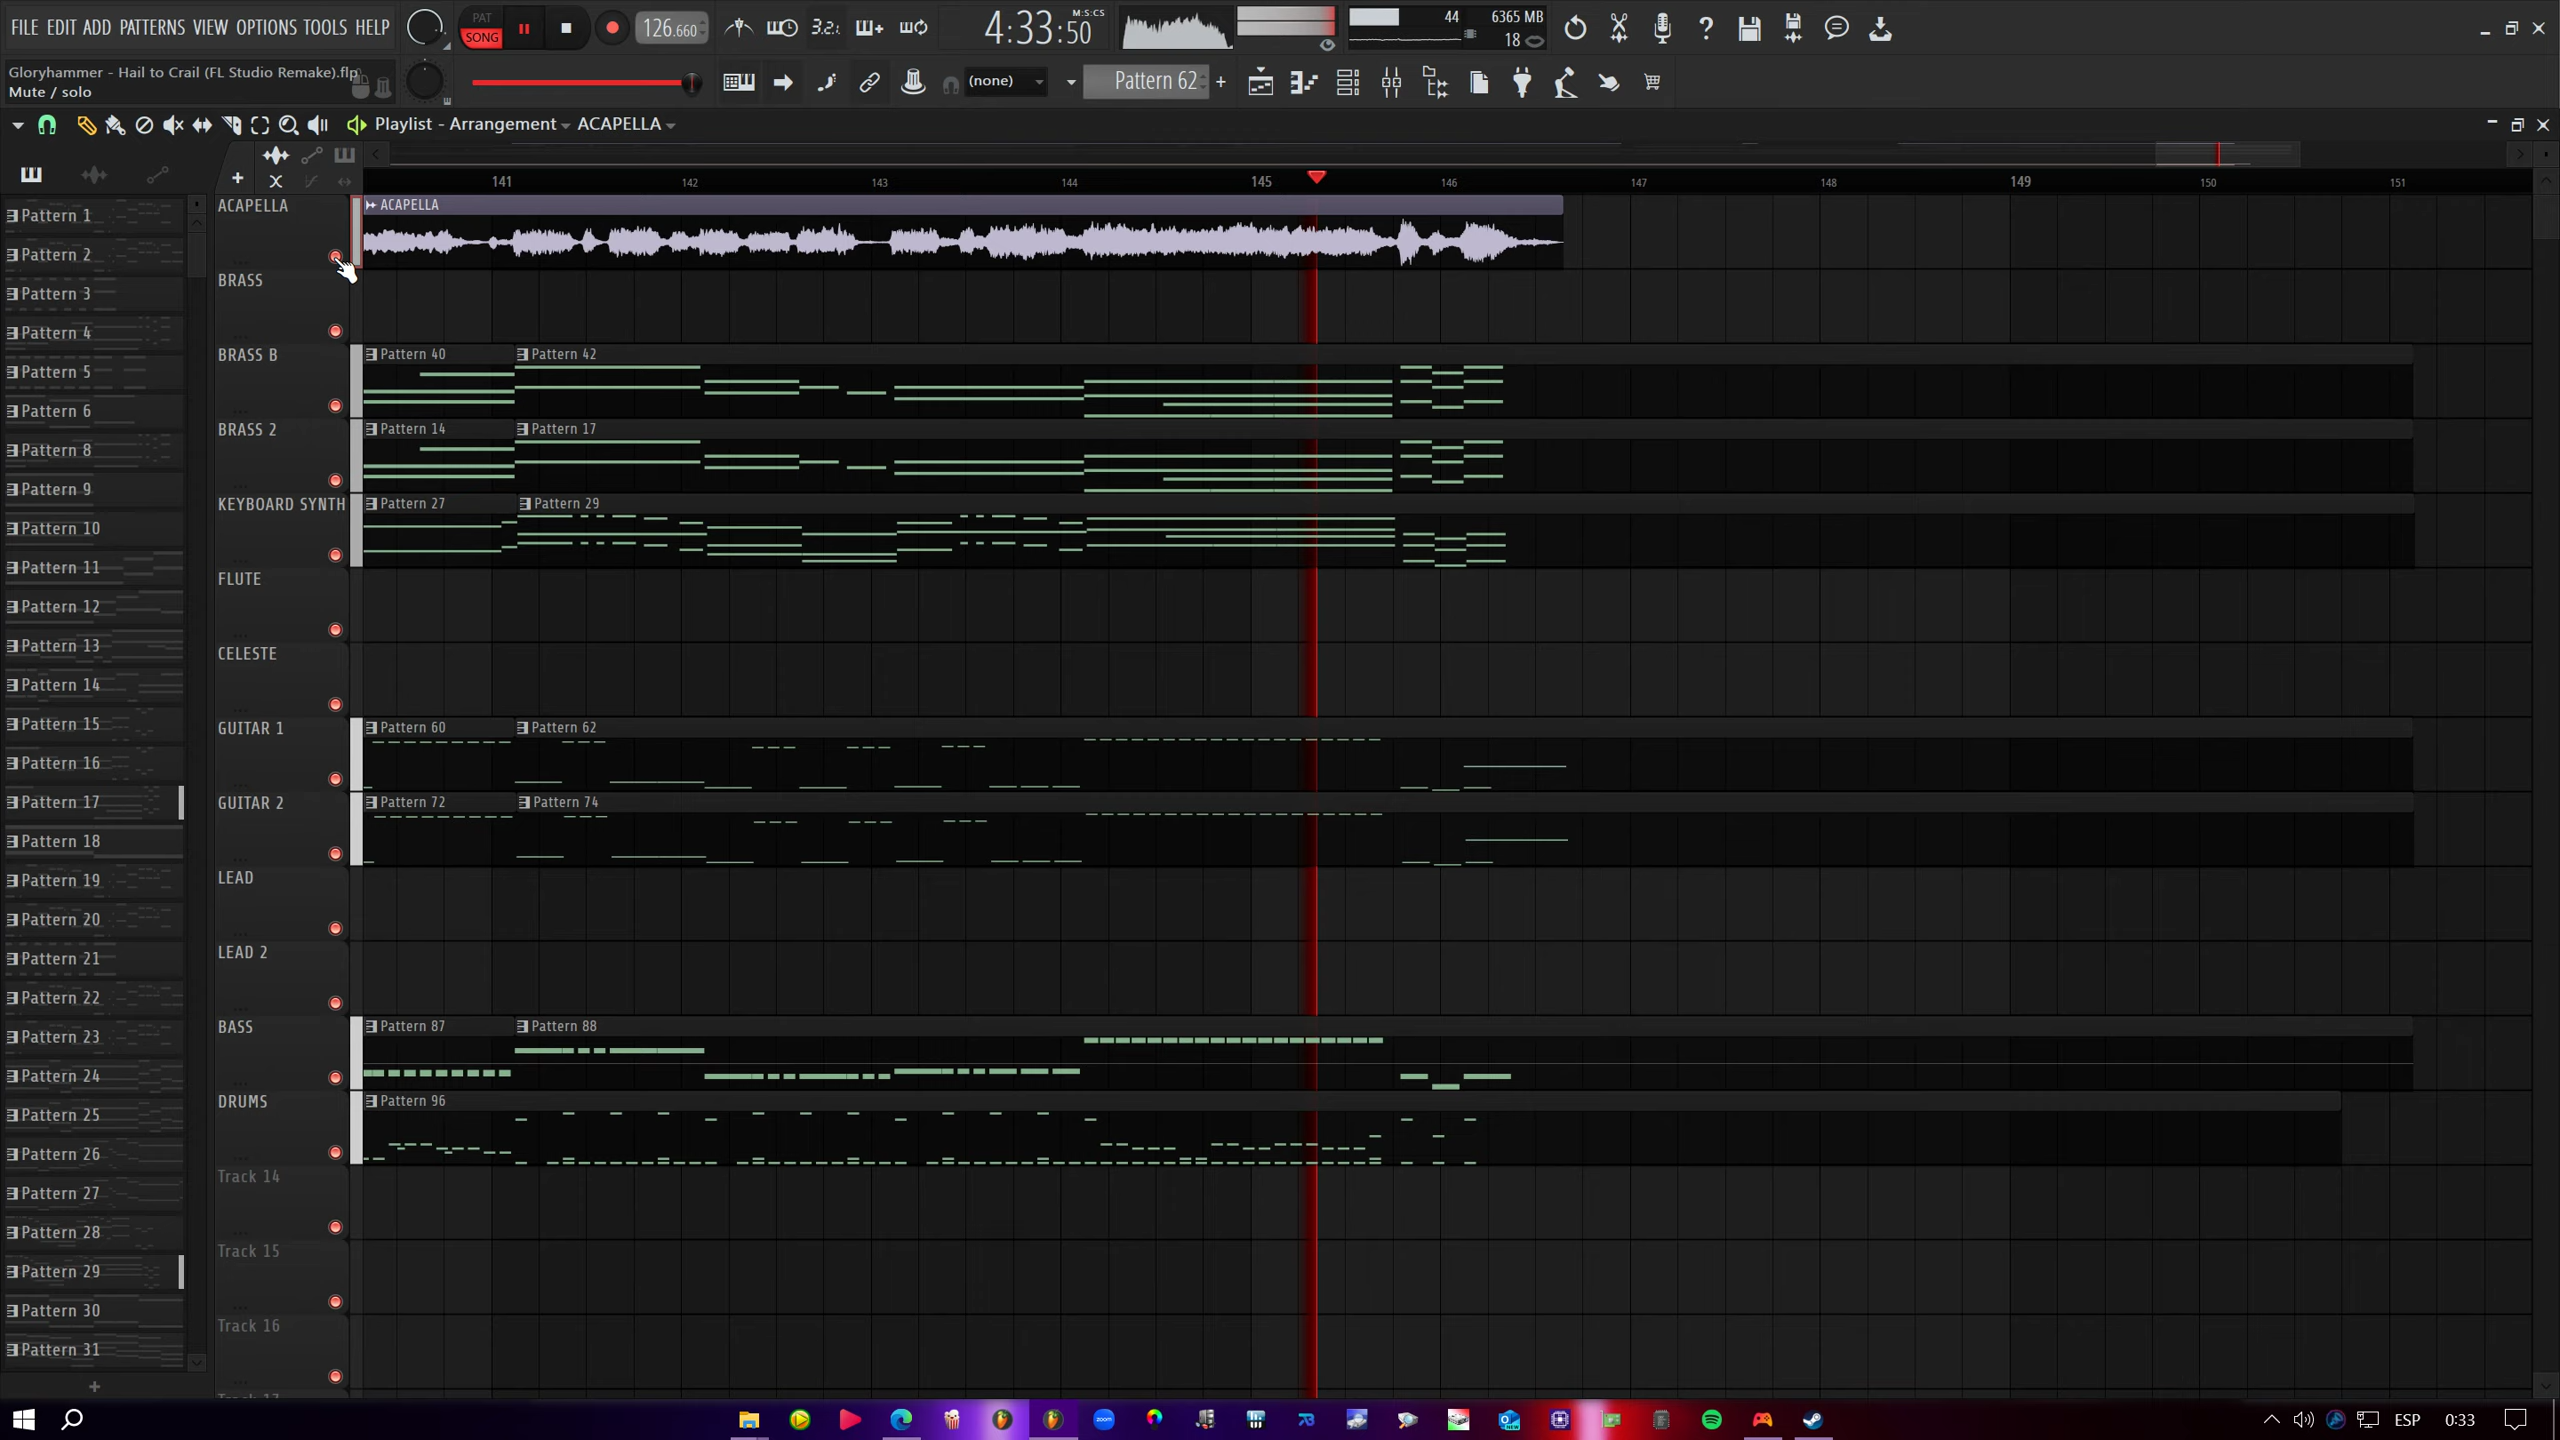 FILE EDIT ADD PATTERNS VIEW OPTIONS TOOLS HELP
PAT
SONG
126.660
3.2.
4:33:50
M:S:CS
44
6365 MB
18
Gloryhammer - Hail to Crail (FL Studio Remake).flp
Mute / solo
(none)
Pattern 62
Playlist - Arrangement
ACAPELLA
141
142
143
144
145
146
147
148
149
150
151
Pattern 1
Pattern 2
Pattern 3
Pattern 4
Pattern 5
Pattern 6
Pattern 8
Pattern 9
Pattern 10
Pattern 11
Pattern 12
Pattern 13
Pattern 14
Pattern 15
Pattern 16
Pattern 17
Pattern 18
Pattern 19
Pattern 20
Pattern 21
Pattern 22
Pattern 23
Pattern 24
Pattern 25
Pattern 26
Pattern 27
Pattern 28
Pattern 29
Pattern 30
Pattern 31
ACAPELLA
ACAPELLA
BRASS
BRASS B
Pattern 40
Pattern 42
BRASS 2
Pattern 14
Pattern 17
KEYBOARD SYNTH
Pattern 27
Pattern 29
FLUTE
CELESTE
GUITAR 1
Pattern 60
Pattern 62
GUITAR 2
Pattern 72
Pattern 74
LEAD
LEAD 2
BASS
Pattern 87
Pattern 88
DRUMS
Pattern 96
Track 14
Track 15
Track 16
zoom
NEW
ESP
0:33